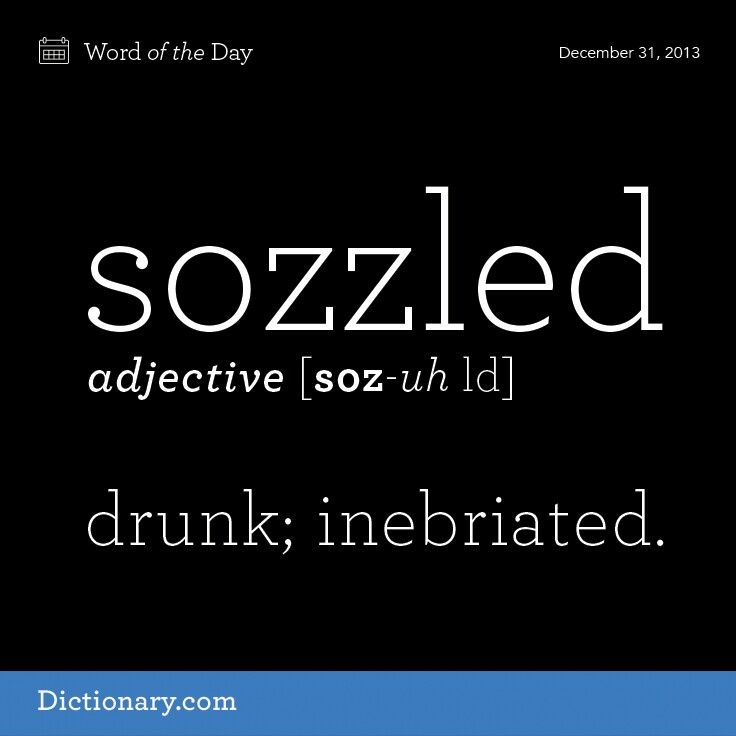 Word of the Day
December 31, 2013
sozzled
adjective [soz-uh ld]
drunk; inebriated.
Dictionary.com